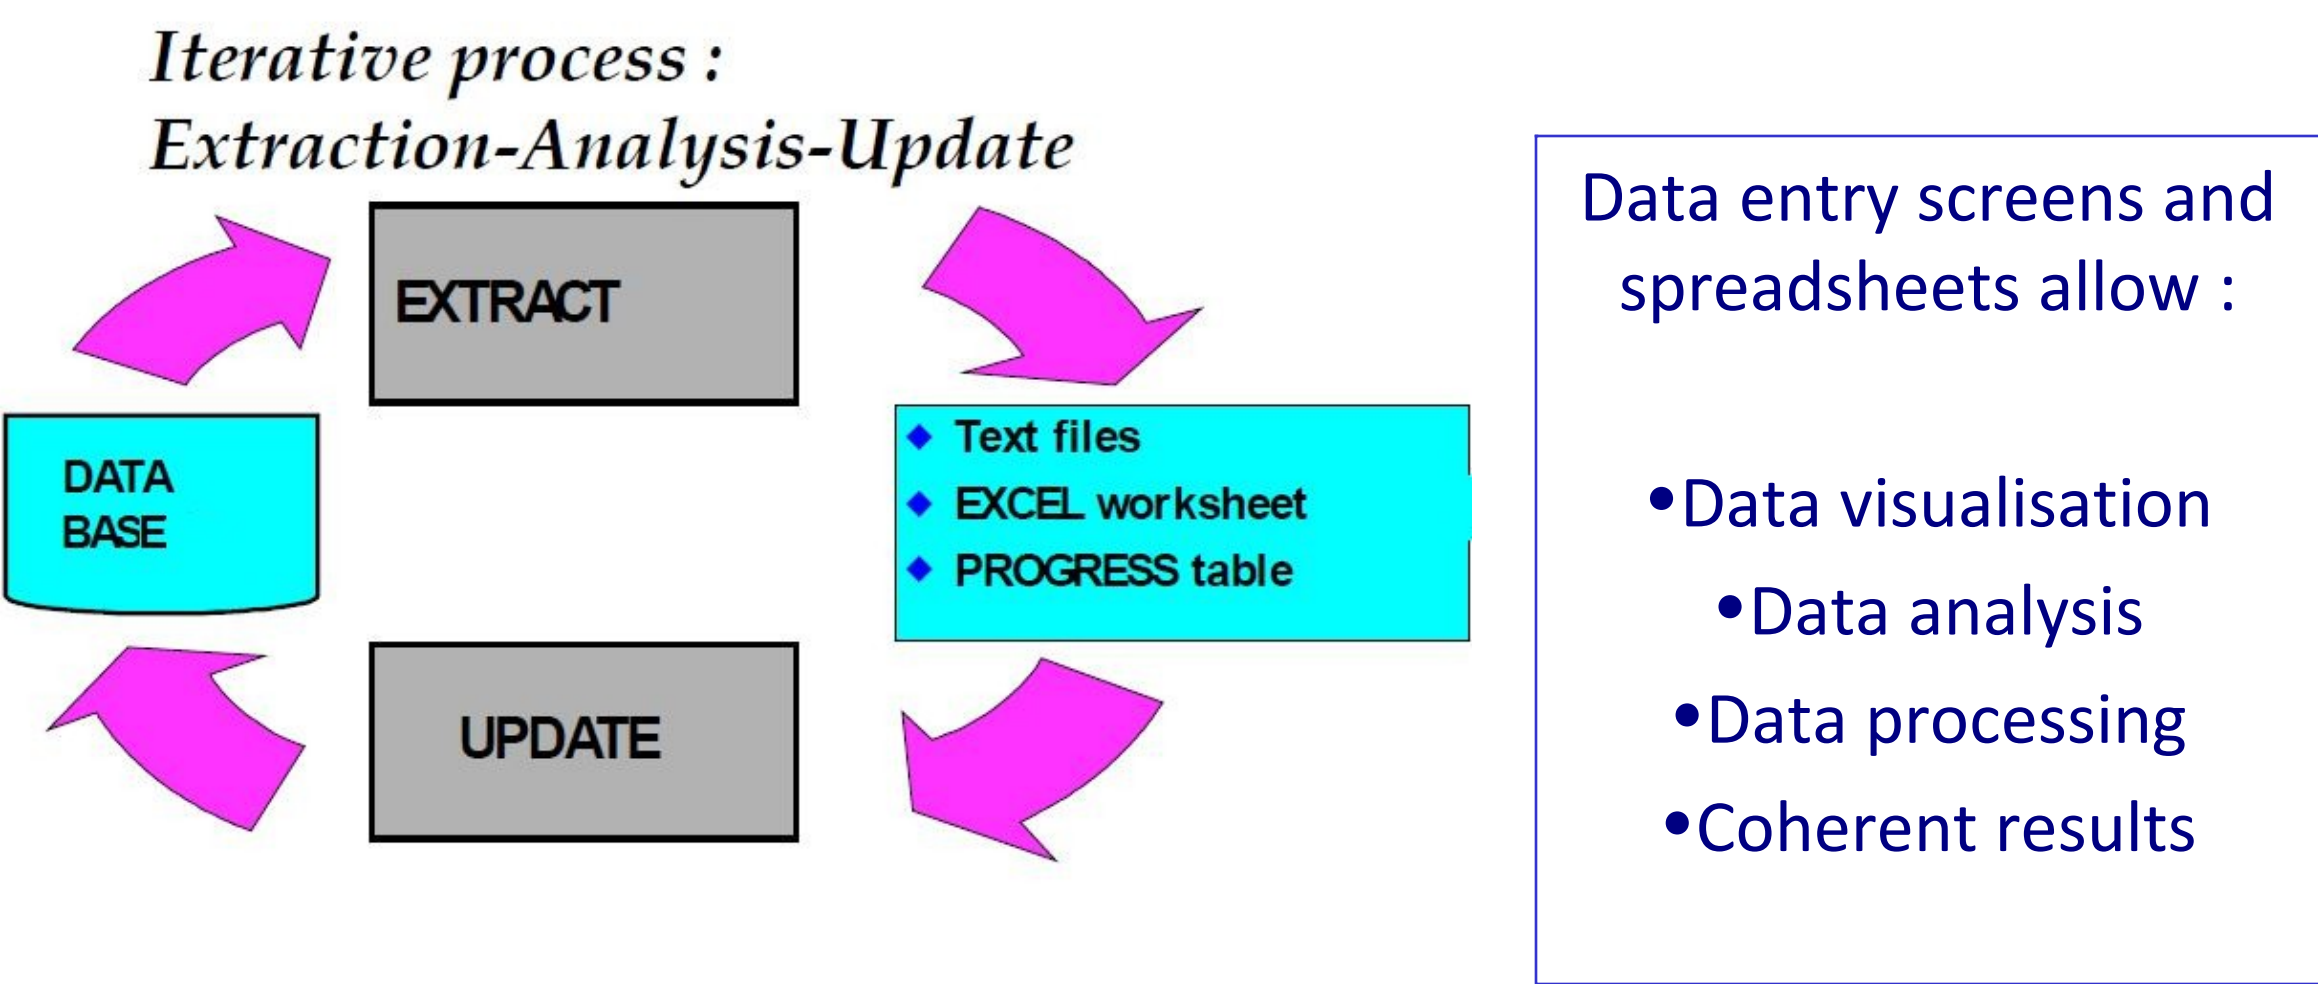 Iterative process :
Extraction-Analysis-Update
EXTRACT
DATA
BASE
◆ Text files
◆ EXCEL worksheet
◆ PROGRESS table
UPDATE
Data entry screens and
spreadsheets allow :
•Data visualisation
•Data analysis
•Data processing
•Coherent results